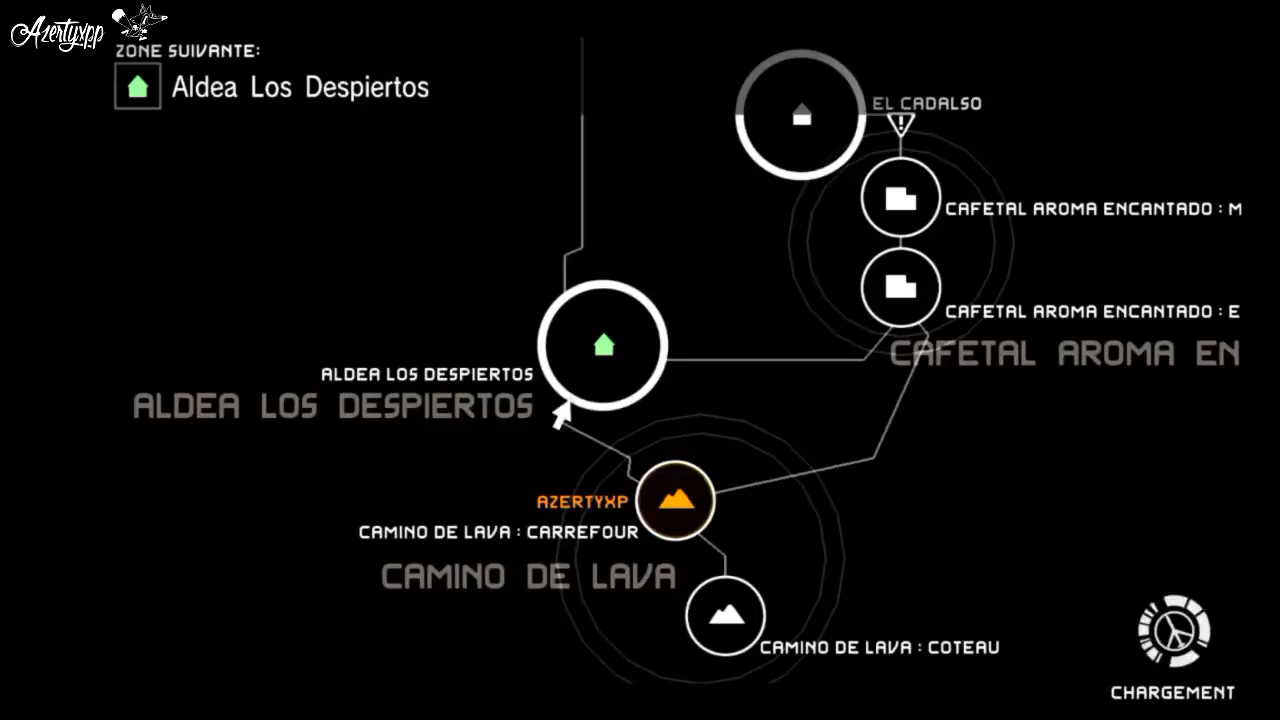 Azertyxpp
ZONE SUIVANTE:
Aldea Los Despiertos
EL CADALSO
CAFETAL AROMA ENCANTADO : M
CAFETAL AROMA ENCANTADO : E
CAFETAL AROMA EN
ALDEA LOS DESPIERTOS
ALDEA LOS DESPIERTOS
AZERTYXP
CAMINO DE LAVA : CARREFOUR
CAMINO DE LAVA
CAMINO DE LAVA : COTEAU
CHARGEMENT